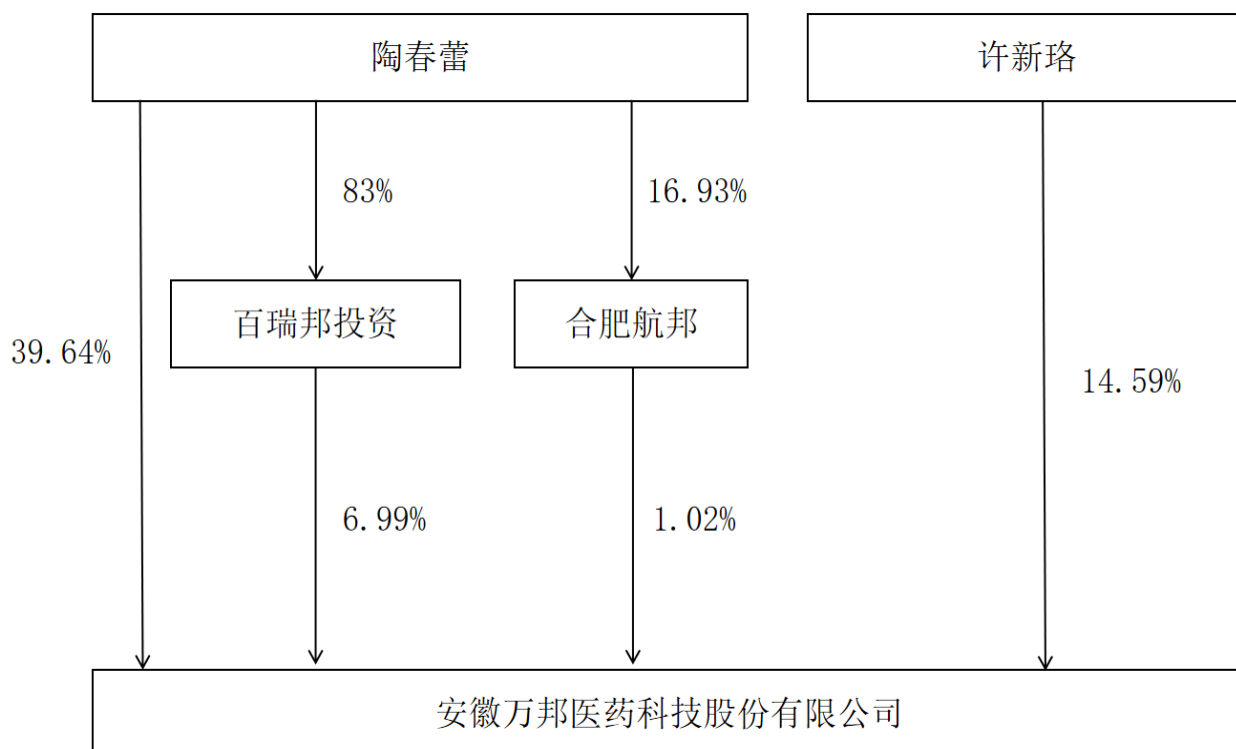 陶春蕾
许新珞
83%
16.93%
百瑞邦投资
合肥航邦
39.64%
14.59%
6.99%
1.02%
安徽万邦医药科技股份有限公司